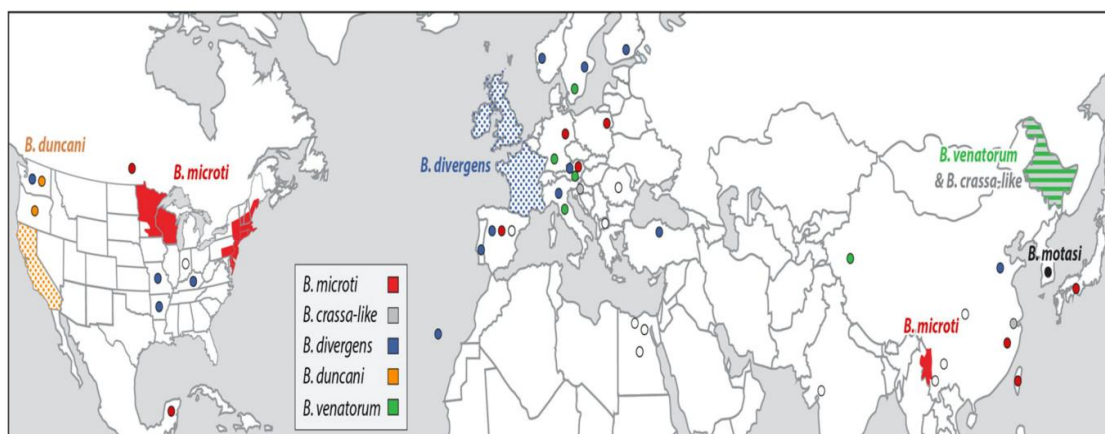 B. duncani
B. microti
B. divergens
B. venatorum
& B. crassa-like
B. motasi
B. microti
B. microti
B. crassa-like
B. divergens
B. duncani
B. venatorum